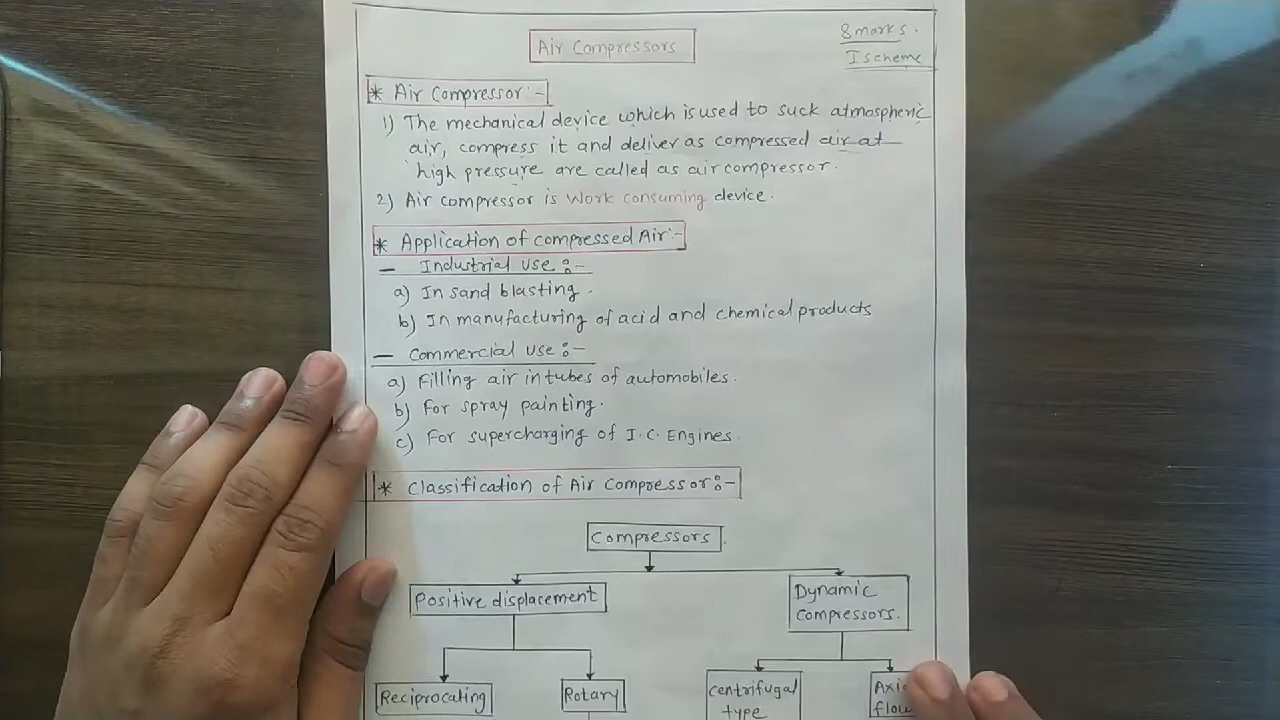 Air Compressors
8 marks.
I scheme
* Air Compressor :-
1) The mechanical device which is used to suck atmospheric
air, compress it and deliver as compressed air at
high pressure are called as air compressor.
2) Air compressor is work consuming device.
* Application of compressed Air :-
— Industrial use :-
a) In sand blasting.
b) In manufacturing of acid and chemical products
— Commercial use :-
a) Filling air in tubes of automobiles.
b) For spray painting.
c) For supercharging of I.C. Engines.
* Classification of Air Compressor :-
Compressors.
Positive displacement
Dynamic
compressors.
Reciprocating
Rotary
Centrifugal
type
flow